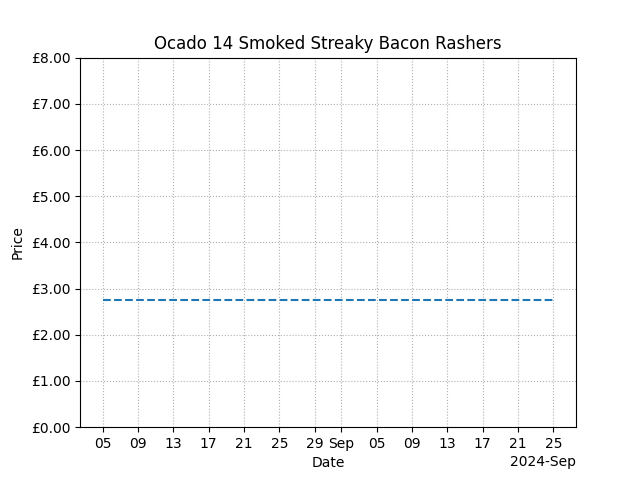 Ocado 14 Smoked Streaky Bacon Rashers
£8.00
£7.00
£6.00
£5.00
£4.00
£3.00
£2.00
£1.00
£0.00
Price
05 09 13 17 21 25 29 Sep 05 09 13 17 21 25
Date
2024-Sep